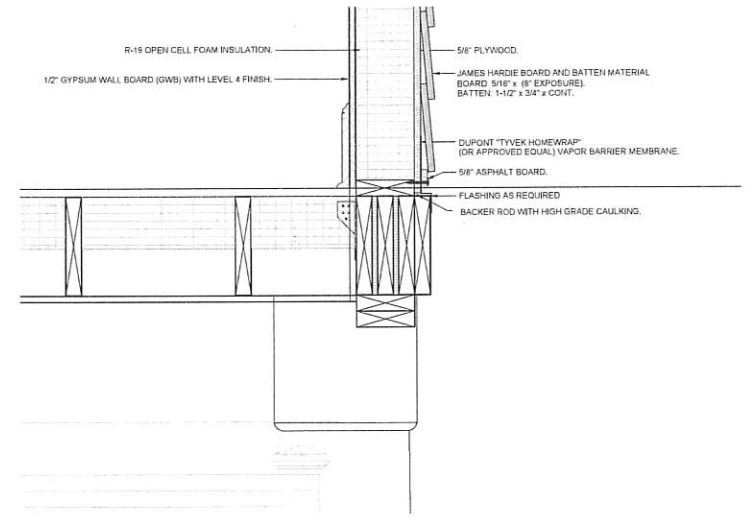 R-19 OPEN CELL FOAM INSULATION.
1/2" GYPSUM WALL BOARD (GWB) WITH LEVEL 4 FINISH.
5/8" PLYWOOD.
JAMES HARDIE BOARD AND BATTEN MATERIAL
BOARD 5/16" x (8" EXPOSURE).
BATTEN: 1-1/2" x 3/4" x CONT.
DUPONT "TYVEK HOMEWRAP"
(OR APPROVED EQUAL) VAPOR BARRIER MEMBRANE.
5/8" ASPHALT BOARD.
FLASHING AS REQUIRED
BACKER ROD WITH HIGH GRADE CAULKING.